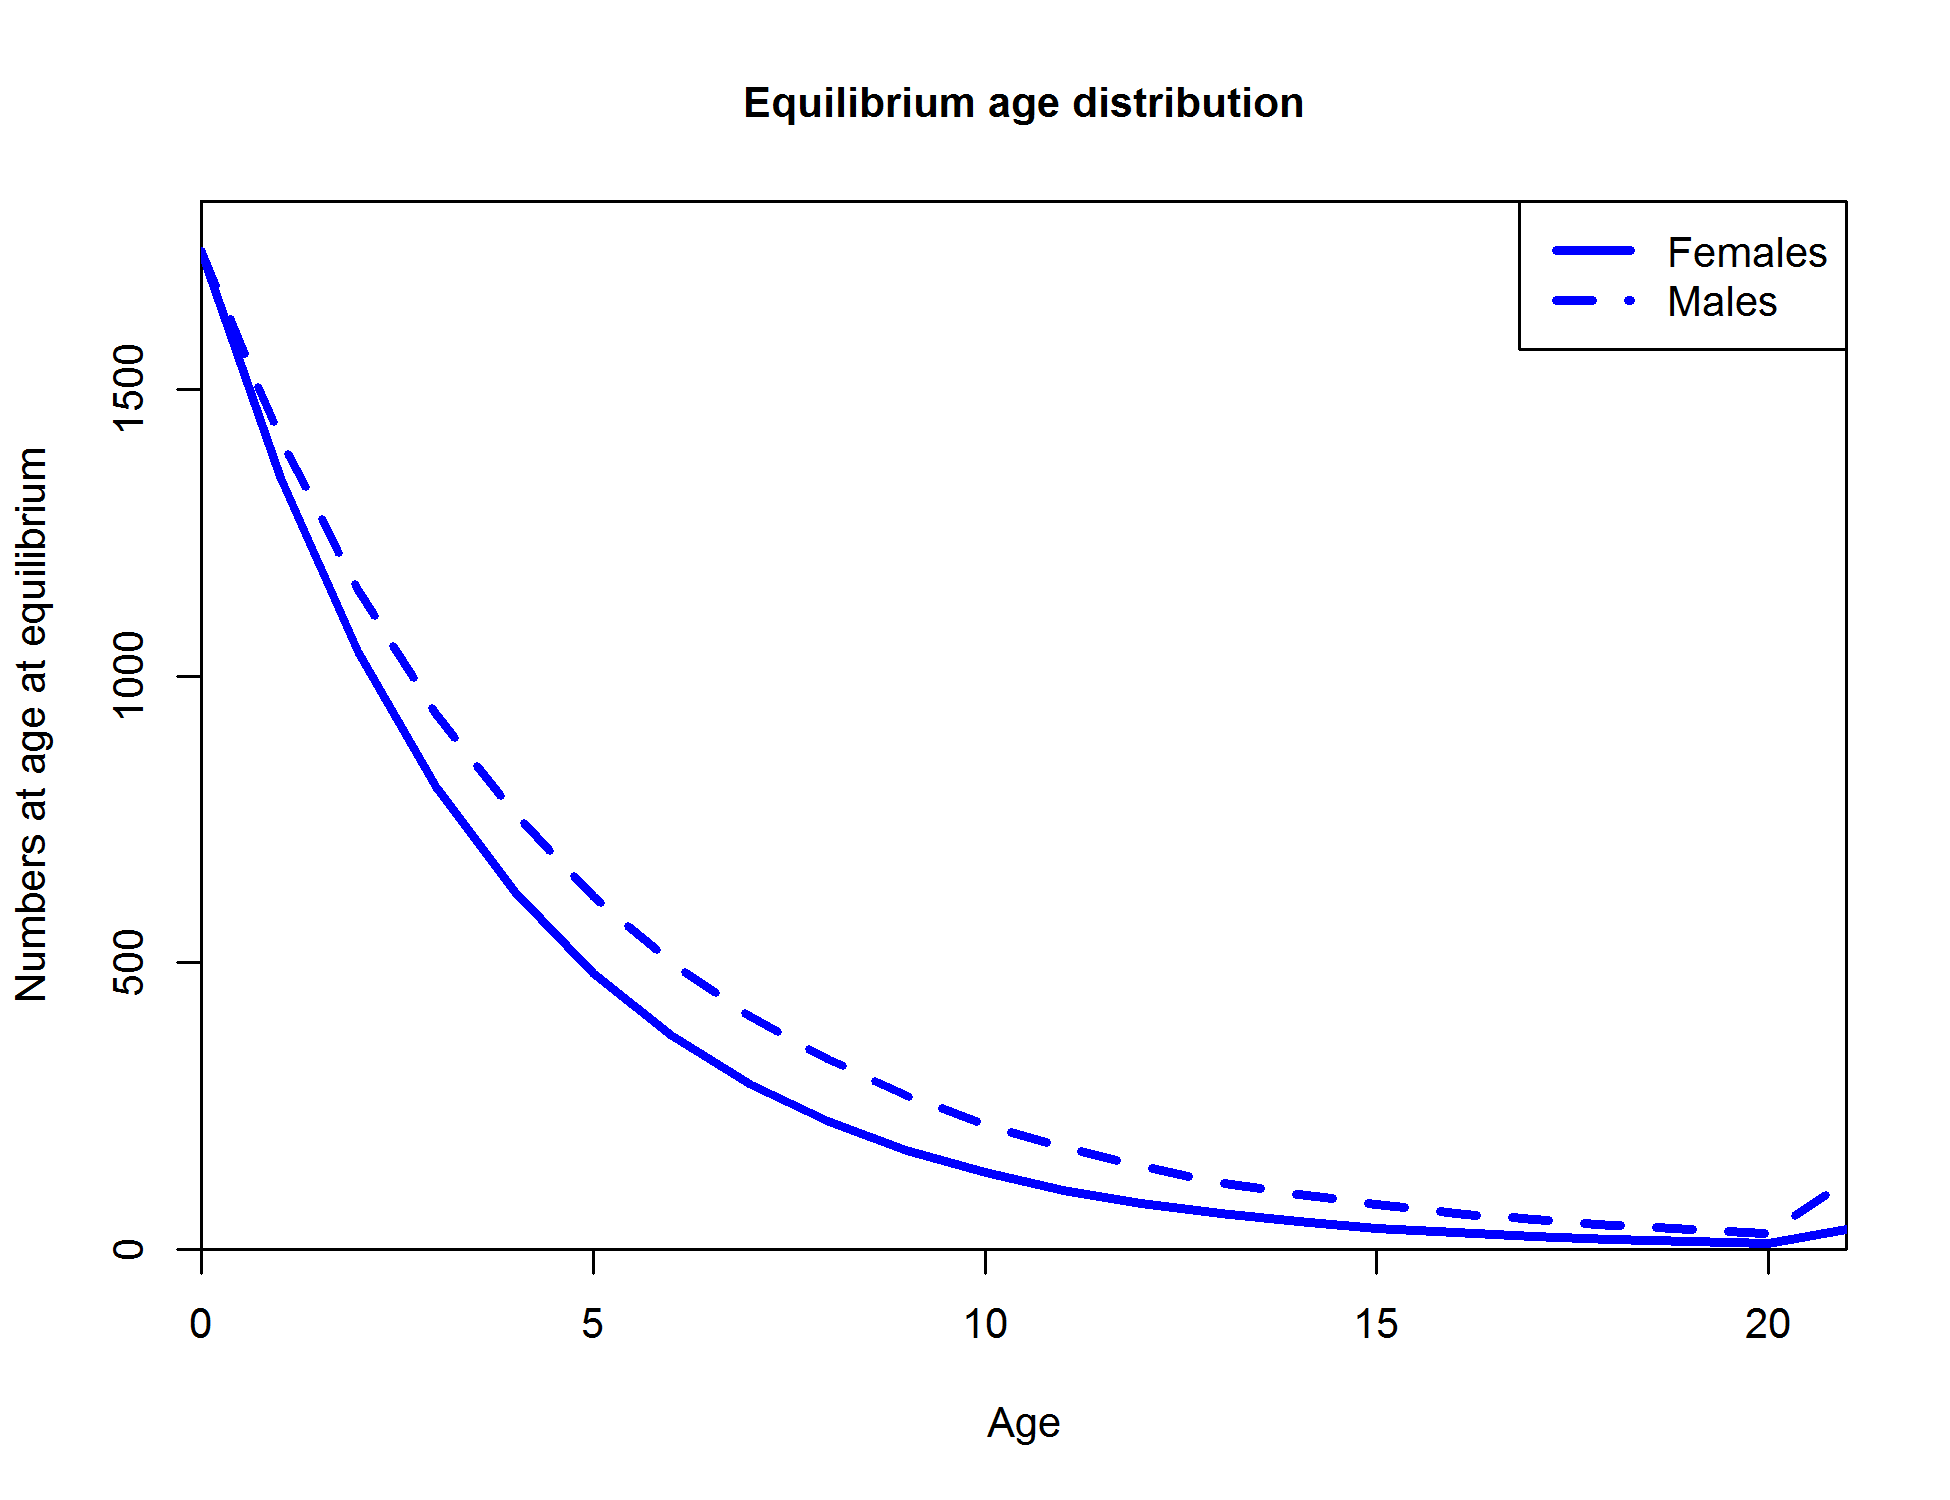 Equilibrium age distribution
Females
Males
Numbers at age at equilibrium
1500
1000
500
0
0 5 10 15 20
Age